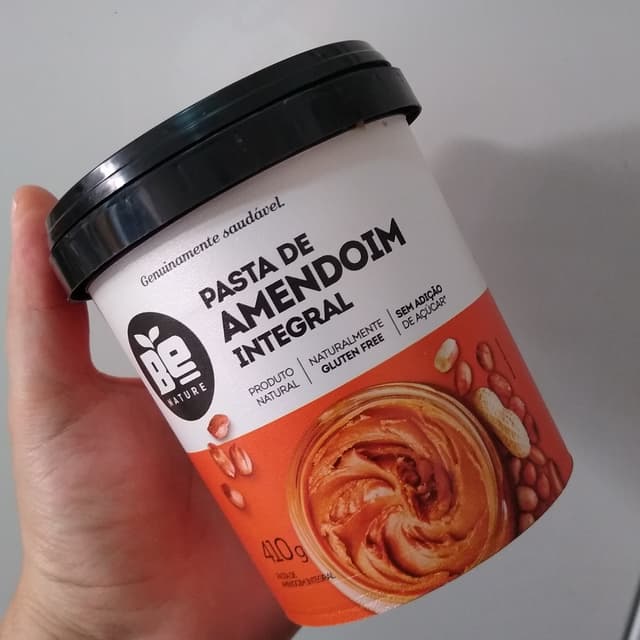 Genuinamente saudável.
PASTA DE
AMENDOIM
INTEGRAL
Be
NATURE
PRODUTO
NATURAL
NATURALMENTE
GLUTEN FREE
SEM ADIÇÃO
DE AÇÚCAR*
410g
PASTA DE
AMENDOIM INTEGRAL